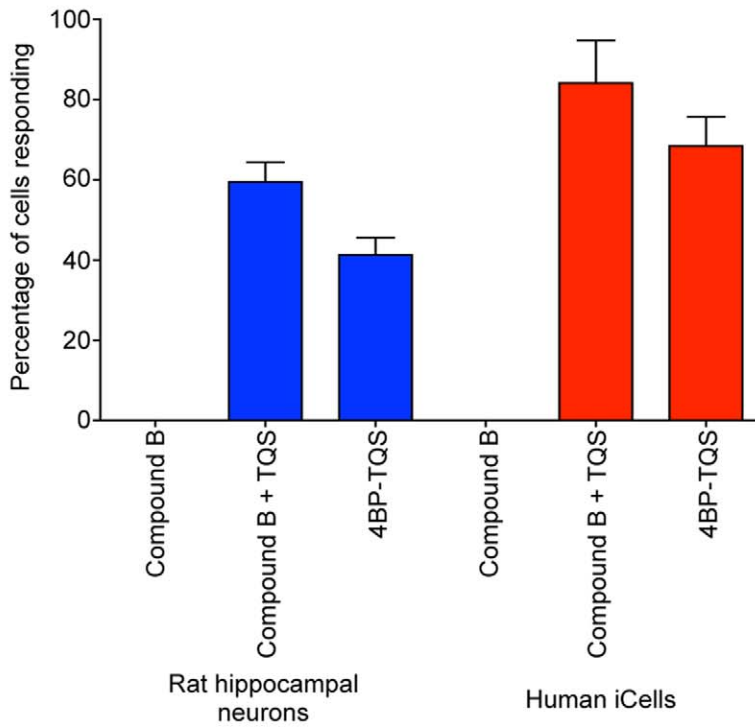 Percentage of cells responding
100
80
60
40
20
0
Compound B
Compound B + TQS
4BP-TQS
Compound B
Compound B + TQS
4BP-TQS
Rat hippocampal
neurons
Human iCells